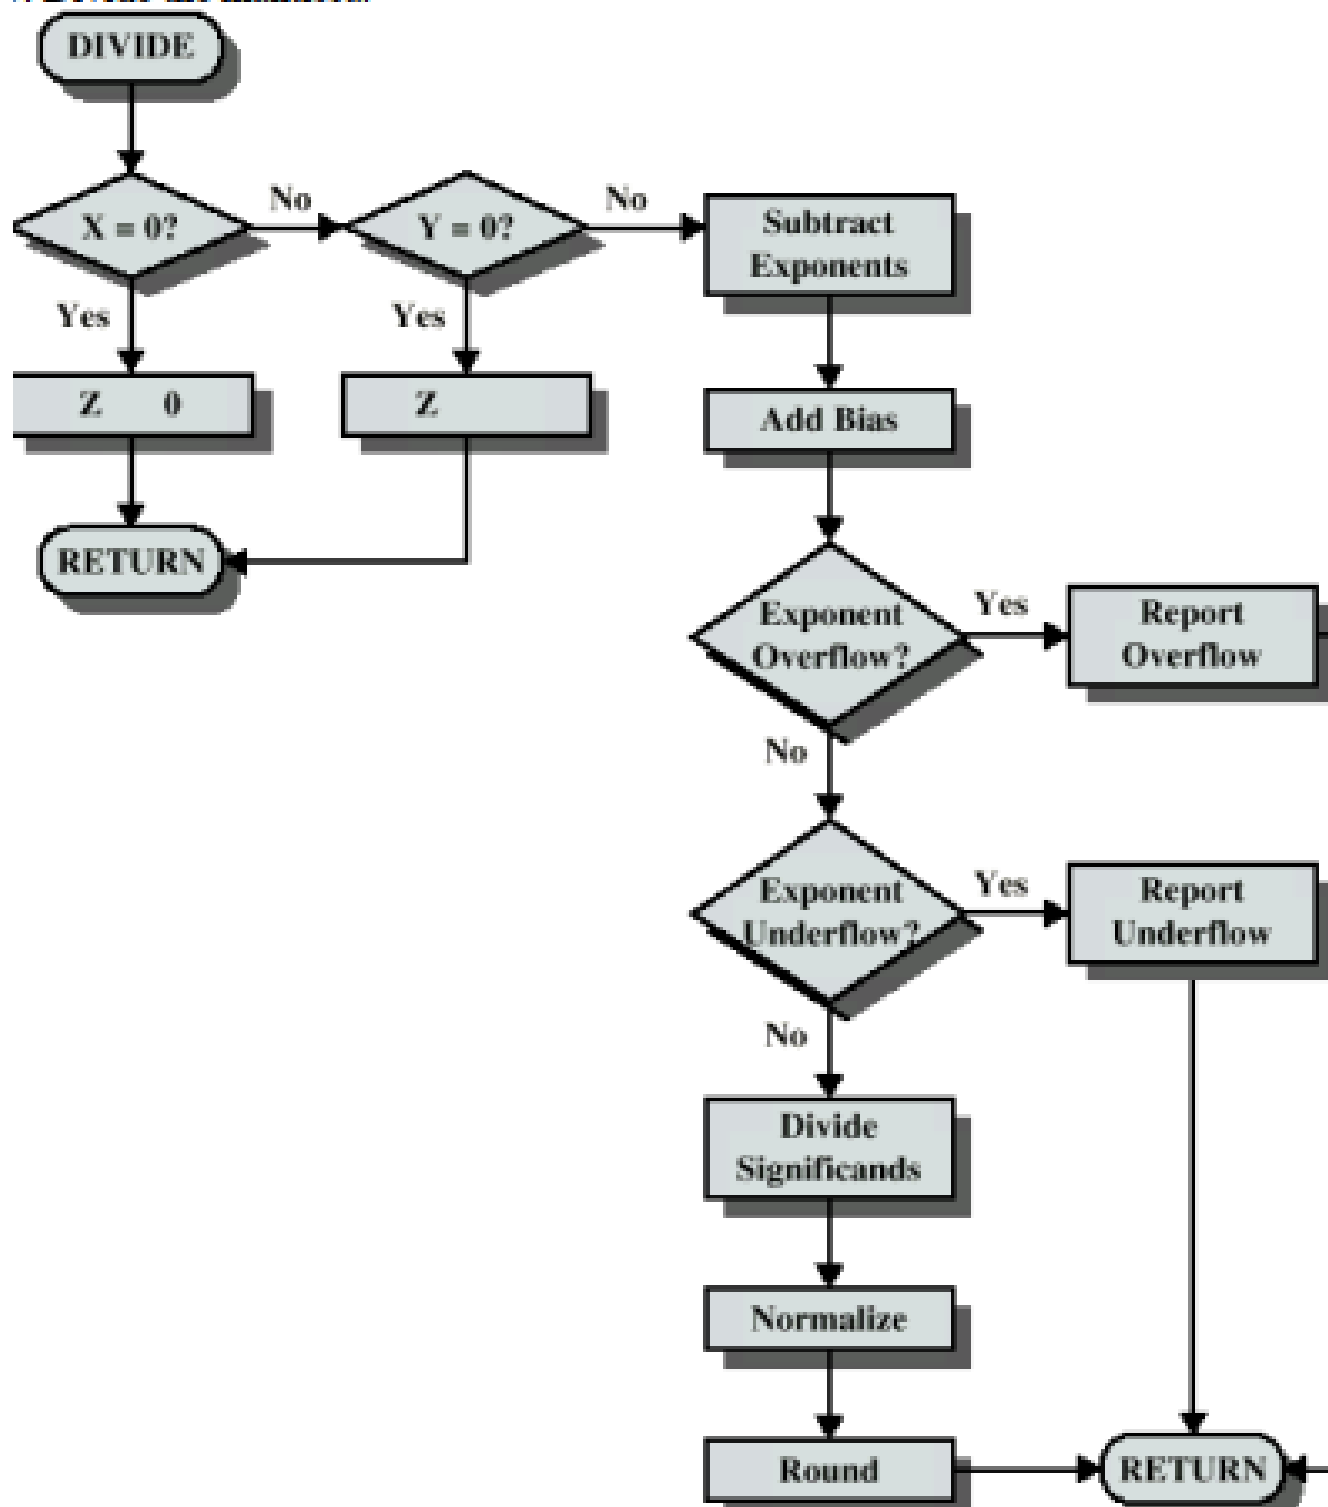 DIVIDE
X = 0?
No
Y = 0?
No
Subtract
Exponents
Yes
Yes
Z 0
Z
Add Bias
RETURN
Exponent
Overflow?
Yes
Report
Overflow
No
Exponent
Underflow?
Yes
Report
Underflow
No
Divide
Significands
Normalize
Round
RETURN